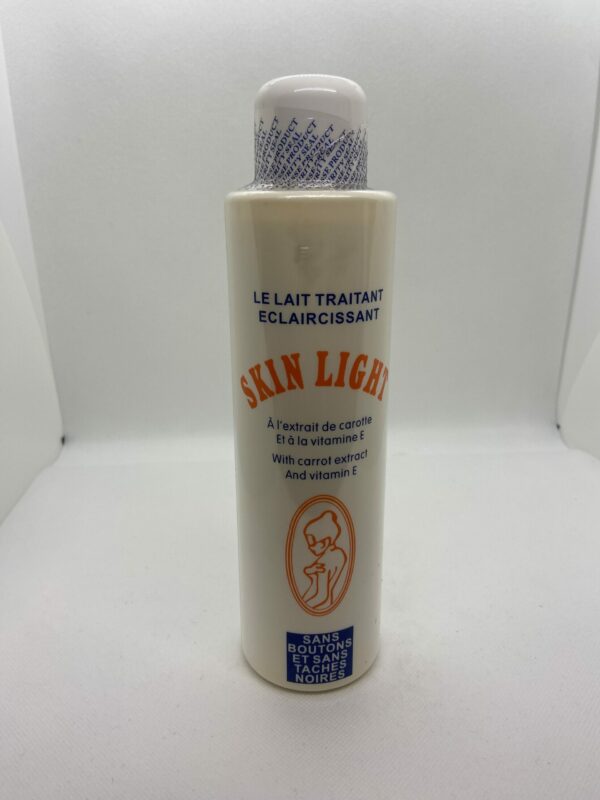 PRODUCT
LE LAIT TRAITANT
ECLAIRCISSANT
SKIN LIGHT
À l'extrait de carotte
Et à la vitamine E
With carrot extract
And vitamin E
SANS
BOUTONS
ET SANS
TACHES
NOIRES